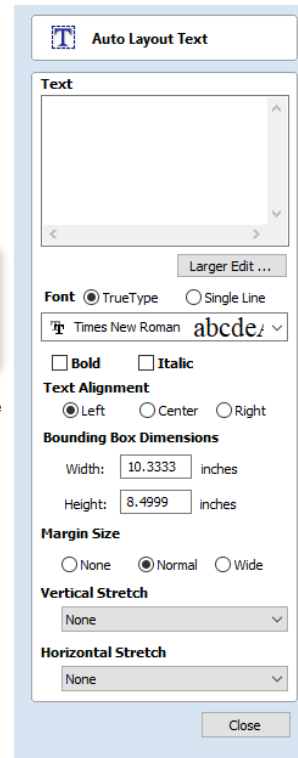 Auto Layout Text
Text
Larger Edit ...
Font TrueType Single Line
Times New Roman abcde
Bold Italic
Text Alignment
Left Center Right
Bounding Box Dimensions
Width: 10.3333 inches
Height: 8.4999 inches
Margin Size
None Normal Wide
Vertical Stretch
None
Horizontal Stretch
None
Close